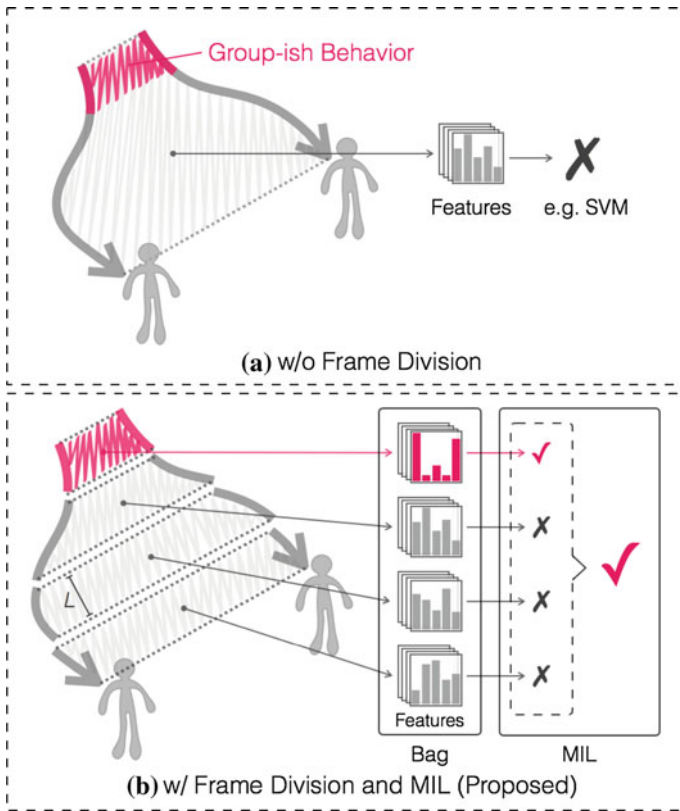 Group-ish Behavior
Features
e.g. SVM
(a) w/o Frame Division
L
Features
Bag
MIL
(b) w/ Frame Division and MIL (Proposed)